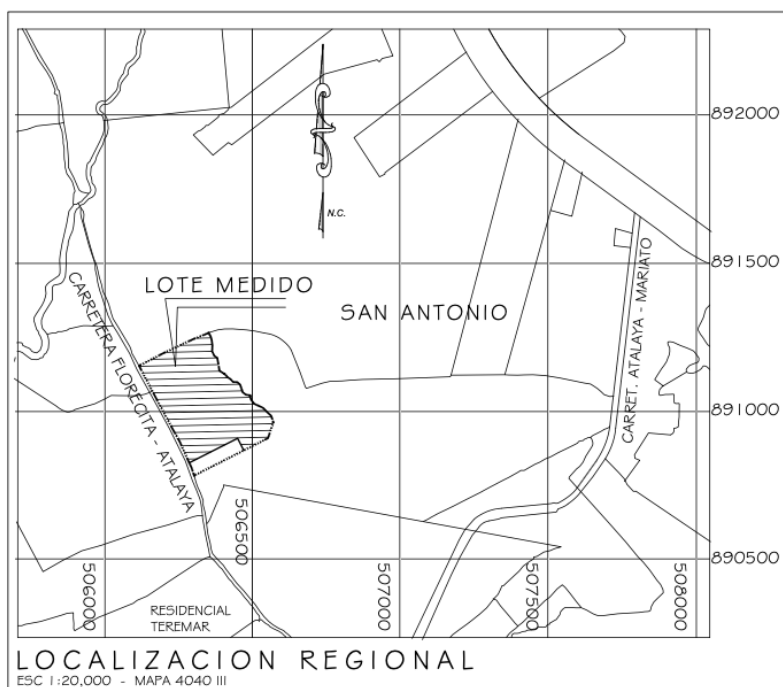 892000
N.C.
891500
LOTE MEDIDO
SAN ANTONIO
CARRETERA FLORECITA - ATALAYA
CARRET. ATALAYA - MARIATO
891000
890500
506000
506500
507000
507500
508000
RESIDENCIAL
TEREMAR
LOCALIZACION REGIONAL
ESC 1:20,000 - MAPA 4040 III